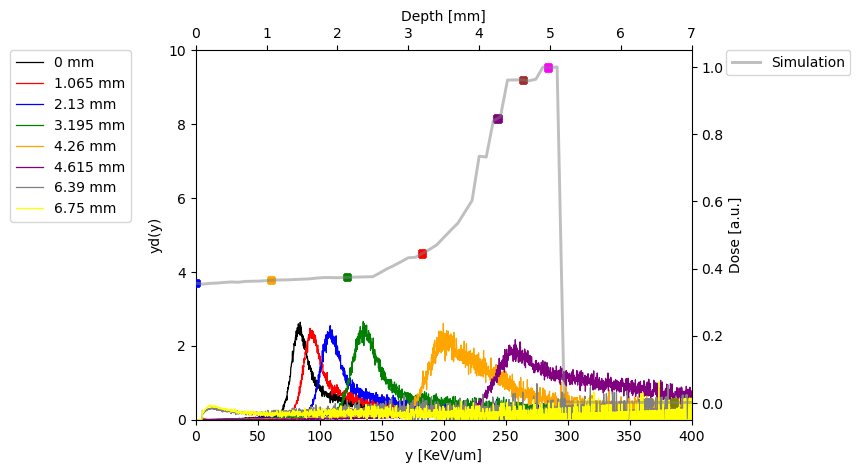 Depth [mm]
0 1 2 3 4 5 6 7
0 mm
1.065 mm
2.13 mm
3.195 mm
4.26 mm
4.615 mm
6.39 mm
6.75 mm
Simulation
yd(y)
10
8
6
4
2
0
Dose [a.u.]
1.0
0.8
0.6
0.4
0.2
0.0
0 50 100 150 200 250 300 350 400
y [KeV/um]